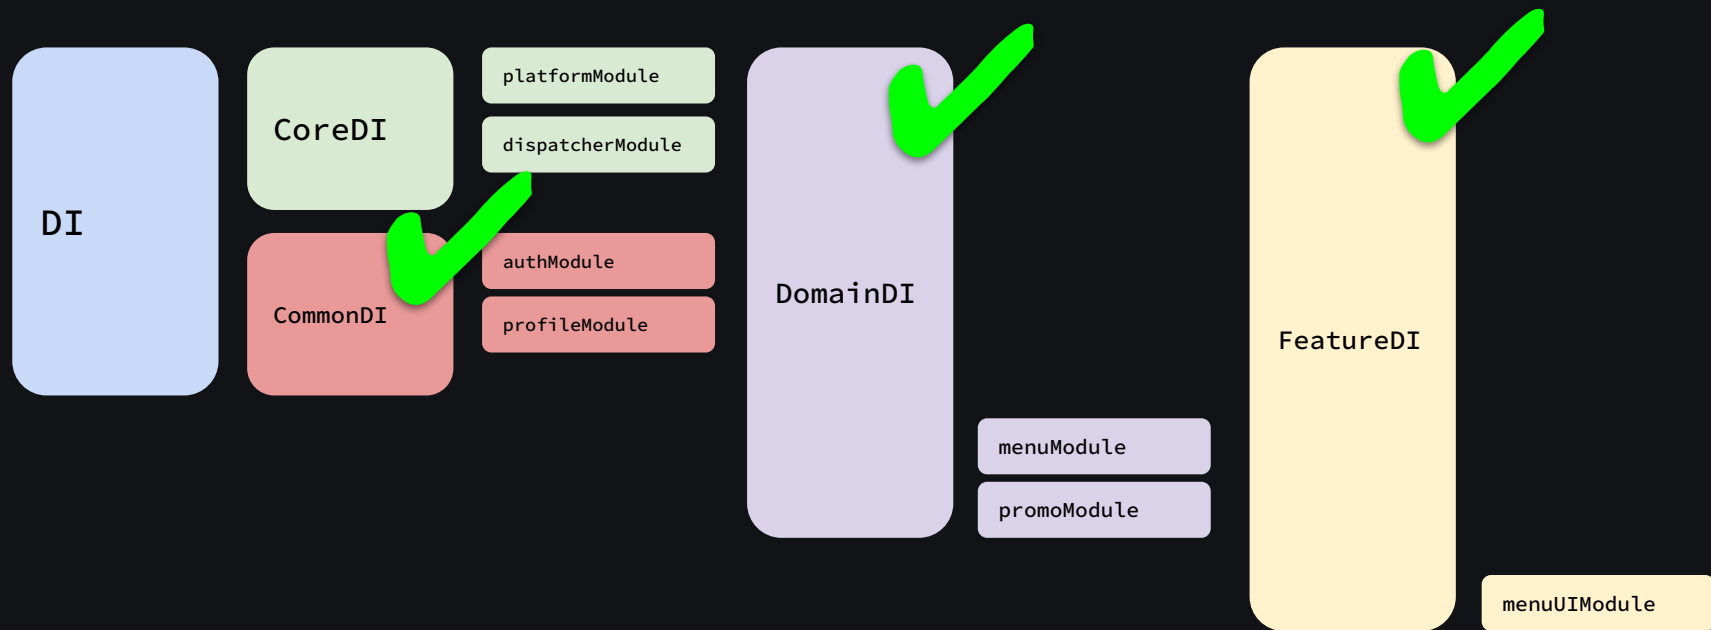 DI
CoreDI
platformModule
dispatcherModule
CommonDI
authModule
profileModule
DomainDI
menuModule
promoModule
FeatureDI
menuUIModule